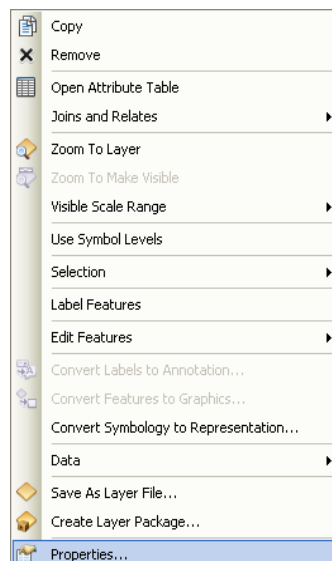 Copy
Remove
Open Attribute Table
Joins and Relates
Zoom To Layer
Zoom To Make Visible
Visible Scale Range
Use Symbol Levels
Selection
Label Features
Edit Features
Convert Labels to Annotation...
Convert Features to Graphics...
Convert Symbology to Representation...
Data
Save As Layer File...
Create Layer Package...
Properties...